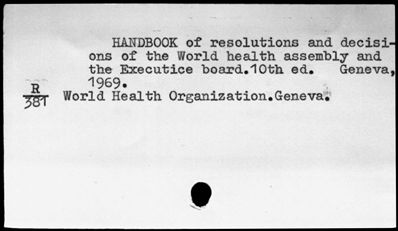 HANDBOOK of resolutions and decisi-
ons of the World health assembly and
the Executice board.10th ed. Geneva,
1969.
R
381
World Health Organization.Geneva.